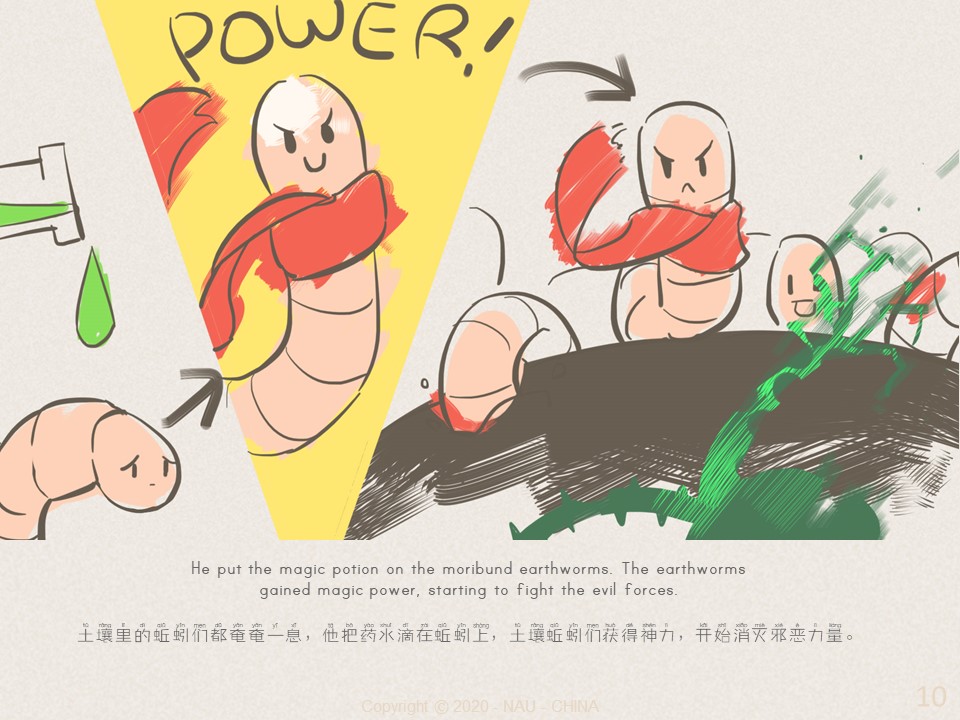 POWER!
He put the magic potion on the moribund earthworms. The earthworms
gained magic power, starting to fight the evil forces.
土壤里的蚯蚓们都奄奄一息，他把药水滴在蚯蚓上，土壤蚯蚓们获得神力，开始消灭邪恶力量。
Copyright © 2020 - NAU - CHINA
10